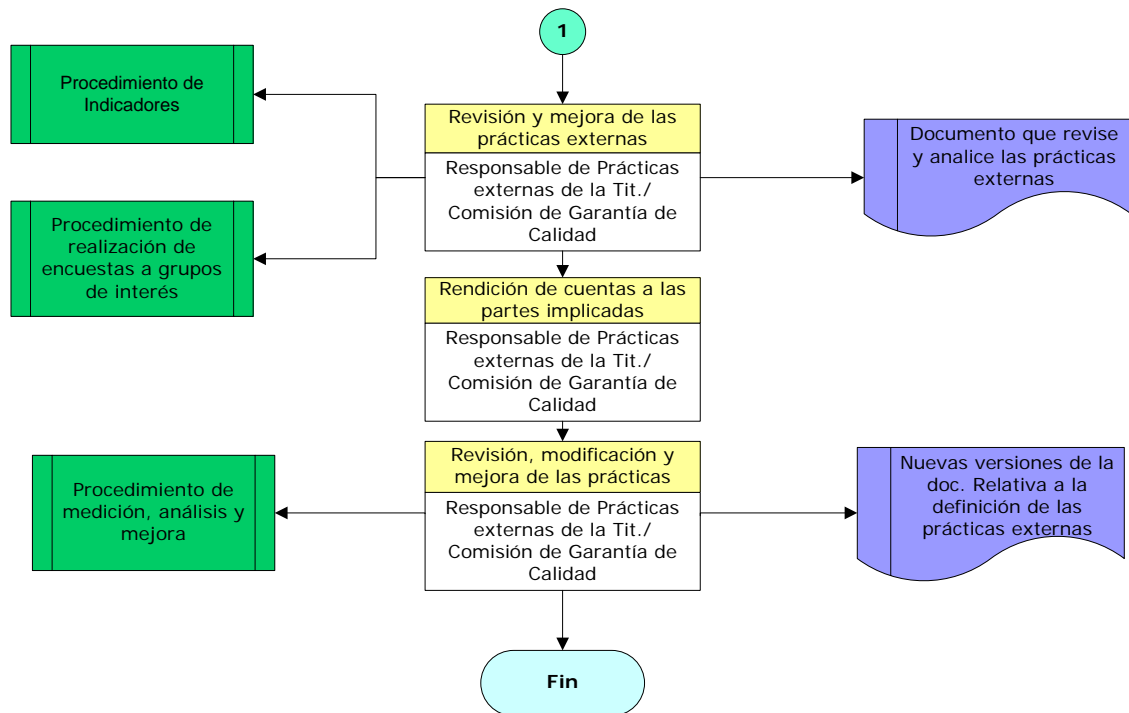 1
Procedimiento de
Indicadores
Revisión y mejora de las
prácticas externas
Responsable de Prácticas
externas de la Tit./
Comisión de Garantía de
Calidad
Documento que revise
y analice las prácticas
externas
Procedimiento de
realización de
encuestas a grupos
de interés
Rendición de cuentas a las
partes implicadas
Responsable de Prácticas
externas de la Tit./
Comisión de Garantía de
Calidad
Revisión, modificación y
mejora de las prácticas
Responsable de Prácticas
externas de la Tit./
Comisión de Garantía de
Calidad
Procedimiento de
medición, análisis y
mejora
Nuevas versiones de la
doc. Relativa a la
definición de las
prácticas externas
Fin